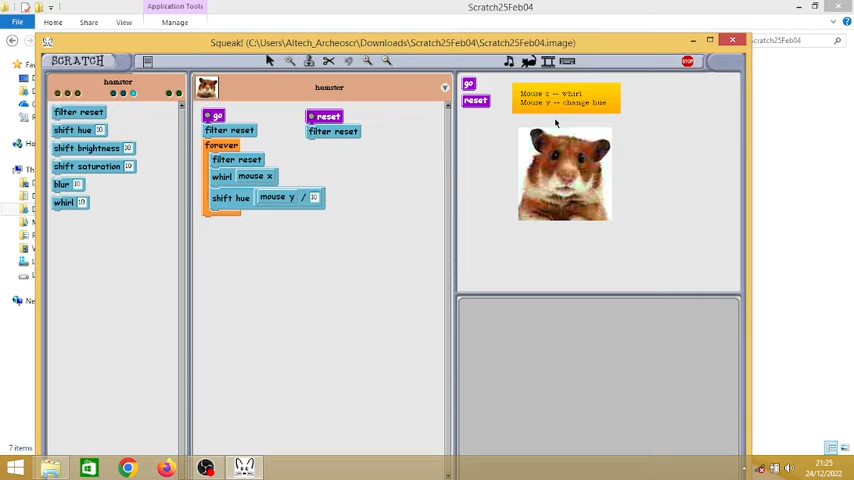 Application Tools
Scratch25Feb04
File
Home
Share
View
Manage
Squeak! (C:\Users\Altech_Archeoscr\Downloads\Scratch25Feb04\Scratch25Feb04.image)
Scratch25Feb04
SCRATCH
STOP
hamster
hamster
filter reset
shift hue 10
shift brightness 10
shift saturation 10
blur 10
whirl 10
go
filter reset
forever
filter reset
whirl mouse x
shift hue mouse y / 10
reset
filter reset
go
reset
Mouse x -- whirl
Mouse y -- change hue
7 items
21:25
24/12/2022